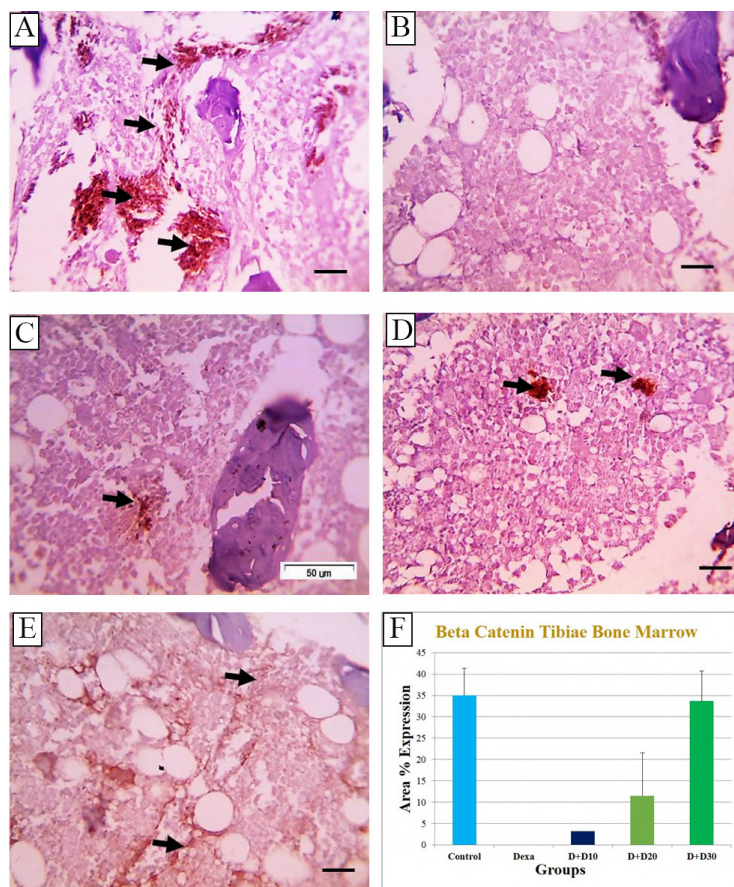 A
B
C
50 µm
D
E
F
Beta Catenin Tibiae Bone Marrow
Area % Expression
45
40
35
30
25
20
15
10
5
0
Control Dexa D+D10 D+D20 D+D30
Groups